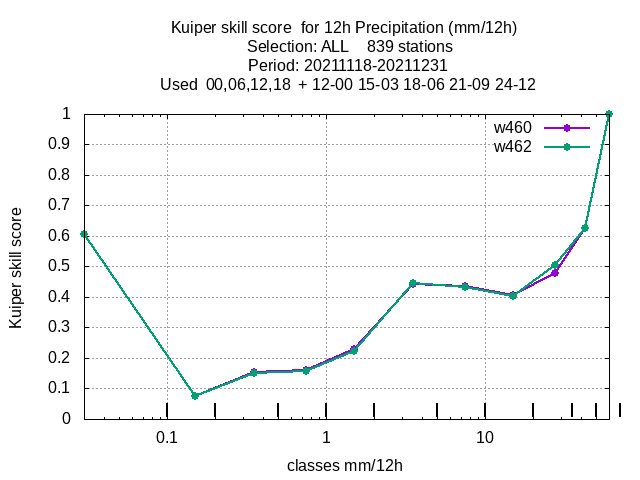 Kuiper skill score  for 12h Precipitation (mm/12h)
Selection: ALL    839 stations
Period: 20211118-20211231
Used  00,06,12,18  + 12-00 15-03 18-06 21-09 24-12
w460
w462
1
0.9
0.8
0.7
0.6
0.5
0.4
0.3
0.2
0.1
0
Kuiper skill score
0.1 1 10
classes mm/12h